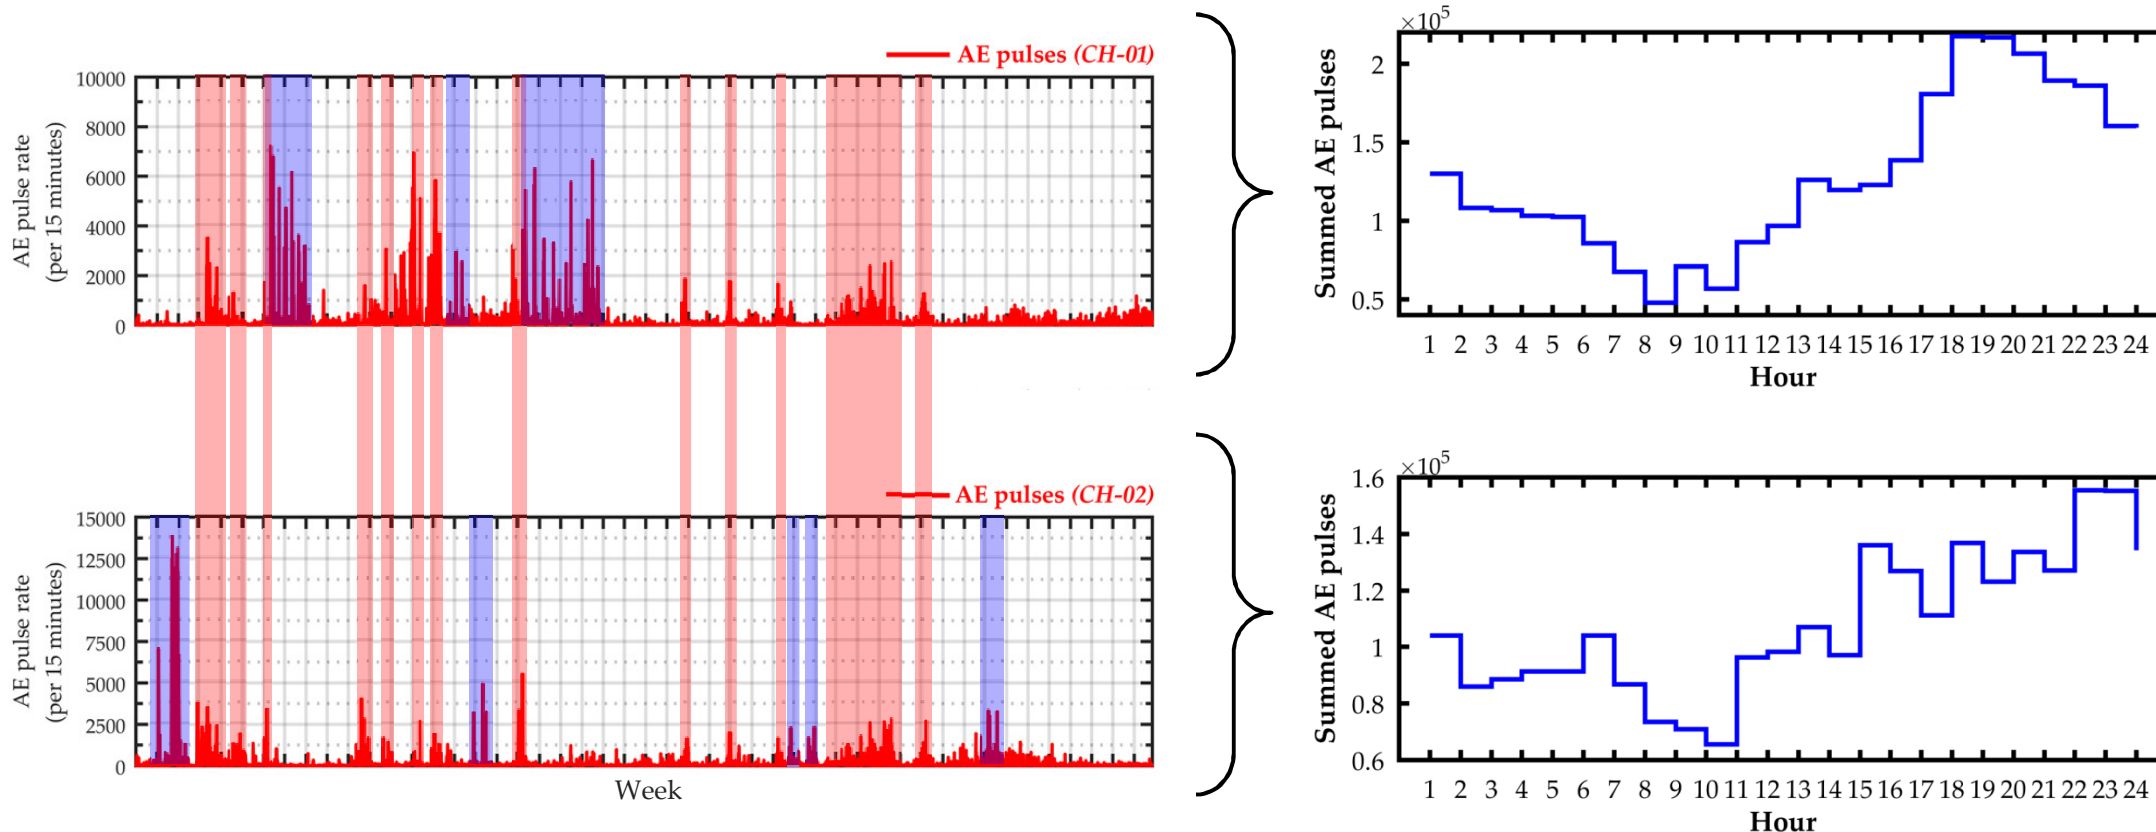 AE pulses (CH-01)
AE pulse rate
(per 15 minutes)
10000
8000
6000
4000
2000
0
×10⁵
Summed AE pulses
2
1.5
1
0.5
1 2 3 4 5 6 7 8 9 10 11 12 13 14 15 16 17 18 19 20 21 22 23 24
Hour
AE pulses (CH-02)
AE pulse rate
(per 15 minutes)
15000
12500
10000
7500
5000
2500
0
Week
×10⁵
Summed AE pulses
1.6
1.4
1.2
1
0.8
0.6
1 2 3 4 5 6 7 8 9 10 11 12 13 14 15 16 17 18 19 20 21 22 23 24
Hour